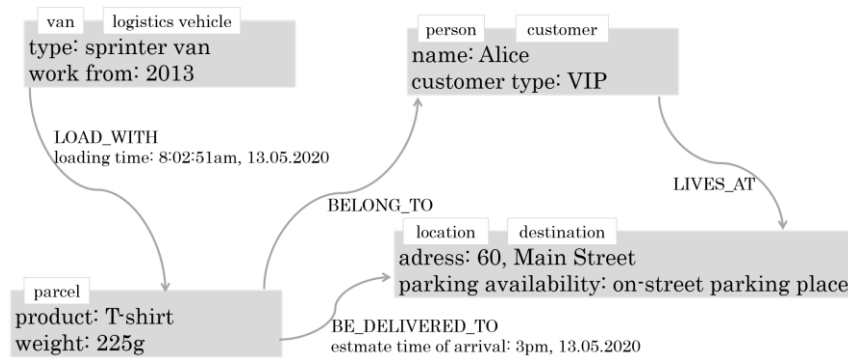 van
logistics vehicle
type: sprinter van
work from: 2013
person
customer
name: Alice
customer type: VIP
LOAD_WITH
loading time: 8:02:51am, 13.05.2020
BELONG_TO
LIVES_AT
location
destination
adress: 60, Main Street
parking availability: on-street parking place
parcel
product: T-shirt
weight: 225g
BE_DELIVERED_TO
estmate time of arrival: 3pm, 13.05.2020